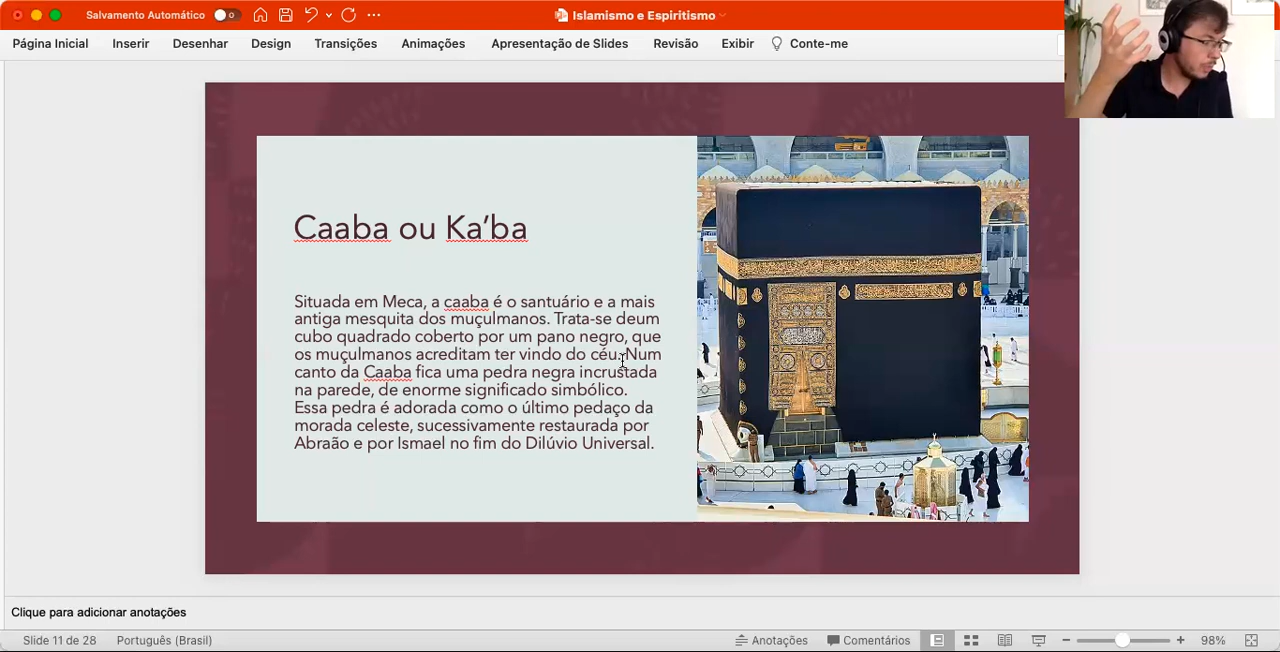 Salvamento Automático
Islamismo e Espiritismo
Página Inicial
Inserir
Desenhar
Design
Transições
Animações
Apresentação de Slides
Revisão
Exibir
Conte-me
Caaba ou Ka’ba
Situada em Meca, a caaba é o santuário e a mais
antiga mesquita dos muçulmanos. Trata-se deum
cubo quadrado coberto por um pano negro, que
os muçulmanos acreditam ter vindo do céu. Num
canto da Caaba fica uma pedra negra incrustada
na parede, de enorme significado simbólico.
Essa pedra é adorada como o último pedaço da
morada celeste, sucessivamente restaurada por
Abraão e por Ismael no fim do Dilúvio Universal.
Clique para adicionar anotações
Slide 11 de 28
Português (Brasil)
Anotações
Comentários
98%